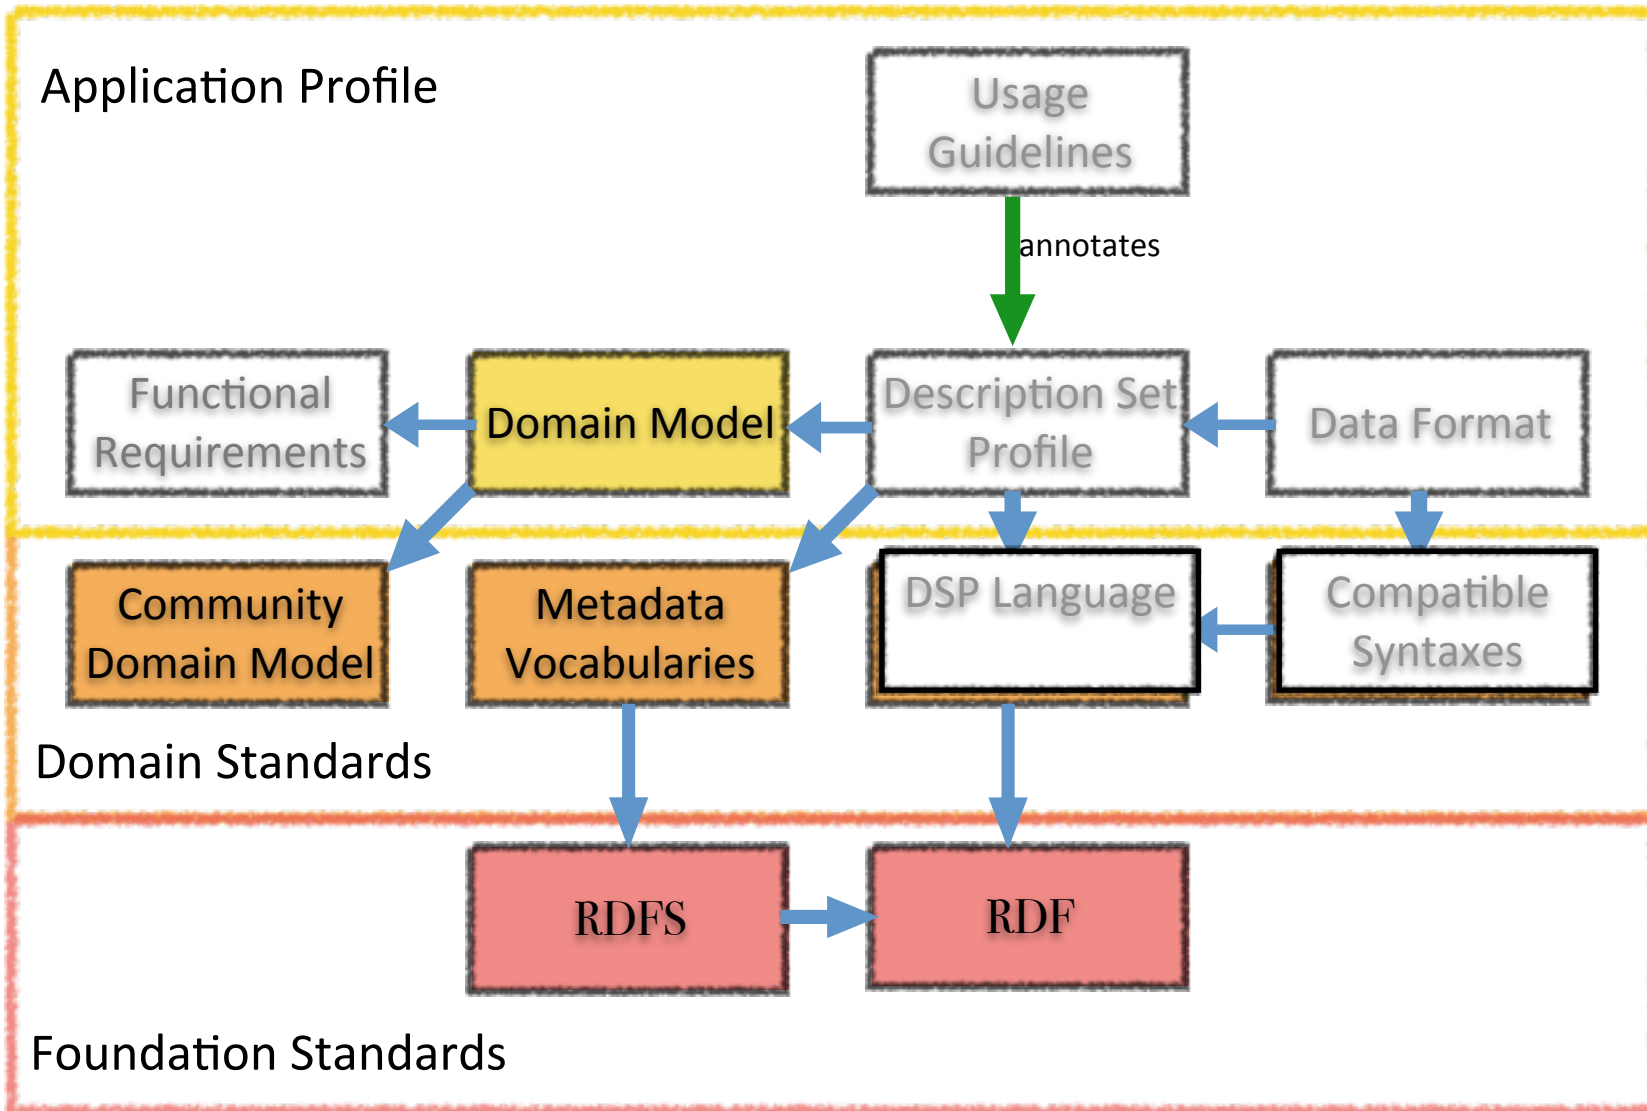 Application Profile
Usage
Guidelines
annotates
Functional
Requirements
Domain Model
Description Set
Profile
Data Format
Community
Domain Model
Metadata
Vocabularies
DSP Language
Compatible
Syntaxes
Domain Standards
RDFS
RDF
Foundation Standards